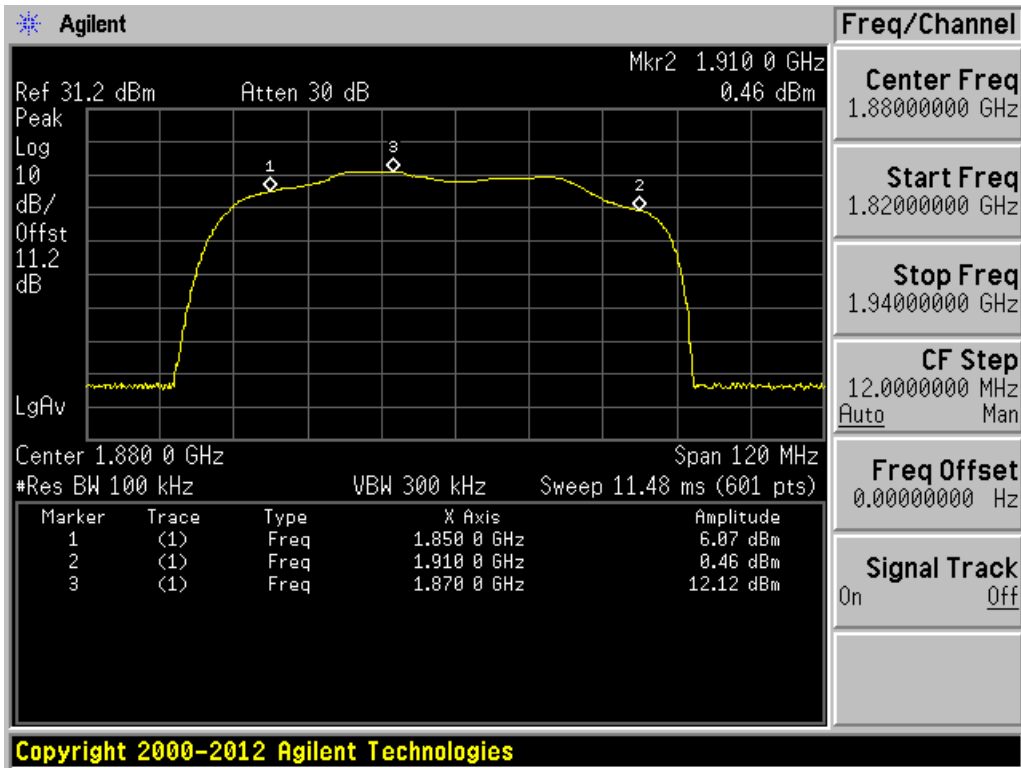 Agilent
Freq/Channel
Mkr2 1.910 0 GHz
Ref 31.2 dBm Atten 30 dB 0.46 dBm
Peak
Log
10
dB/
Offst
11.2
dB
LgAv
1
3
2
Center 1.880 0 GHz Span 120 MHz
#Res BW 100 kHz VBW 300 kHz Sweep 11.48 ms (601 pts)
Marker Trace Type X Axis Amplitude
1 (1) Freq 1.850 0 GHz 6.07 dBm
2 (1) Freq 1.910 0 GHz 0.46 dBm
3 (1) Freq 1.870 0 GHz 12.12 dBm
Center Freq
1.88000000 GHz
Start Freq
1.82000000 GHz
Stop Freq
1.94000000 GHz
CF Step
12.0000000 MHz
Auto Man
Freq Offset
0.00000000 Hz
Signal Track
On Off
Copyright 2000-2012 Agilent Technologies